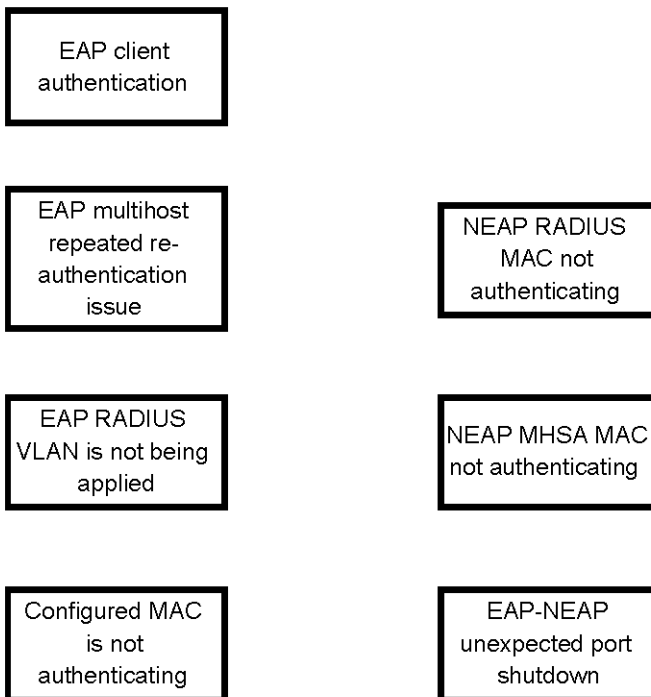 EAP client
authentication
EAP multihost
repeated re-
authentication
issue
NEAP RADIUS
MAC not
authenticating
EAP RADIUS
VLAN is not being
applied
NEAP MHSA MAC
not authenticating
Configured MAC
is not
authenticating
EAP-NEAP
unexpected port
shutdown